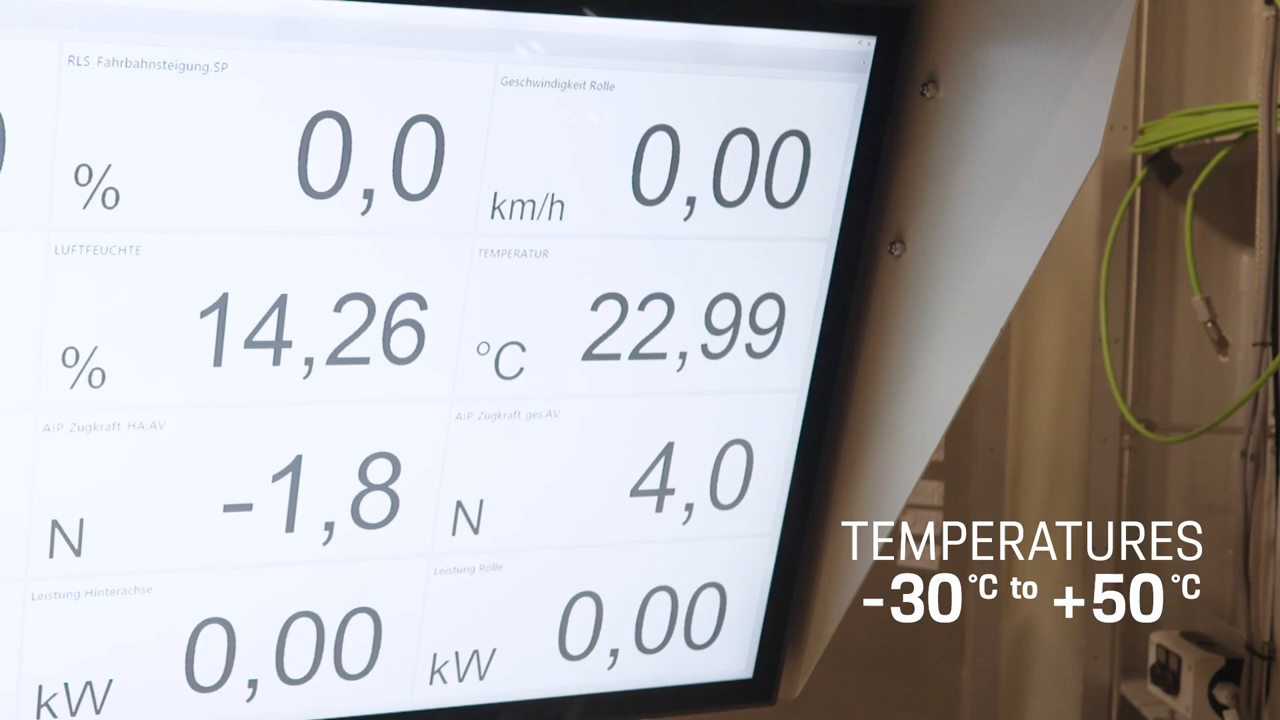 RLS_Fahrbahnsteigung.SP
% 0,0
Geschwindigkeit Rolle
km/h 0,00
LUFTFEUCHTE
% 14,26
TEMPERATUR
°C 22,99
AIP_Zugkraft_HA.AV
N -1,8
AIP_Zugkraft_ges.AV
N 4,0
Leistung Hinterachse
kW 0,00
Leistung Rolle
kW 0,00
TEMPERATURES
-30°C to +50°C